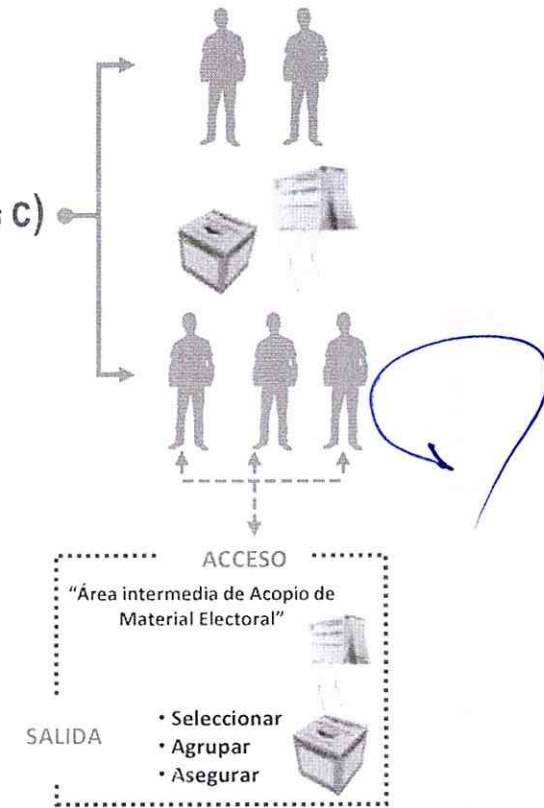 c)
ACCESO
“Área intermedia de Acopio de
Material Electoral”
• Seleccionar
SALIDA
• Agrupar
• Asegurar